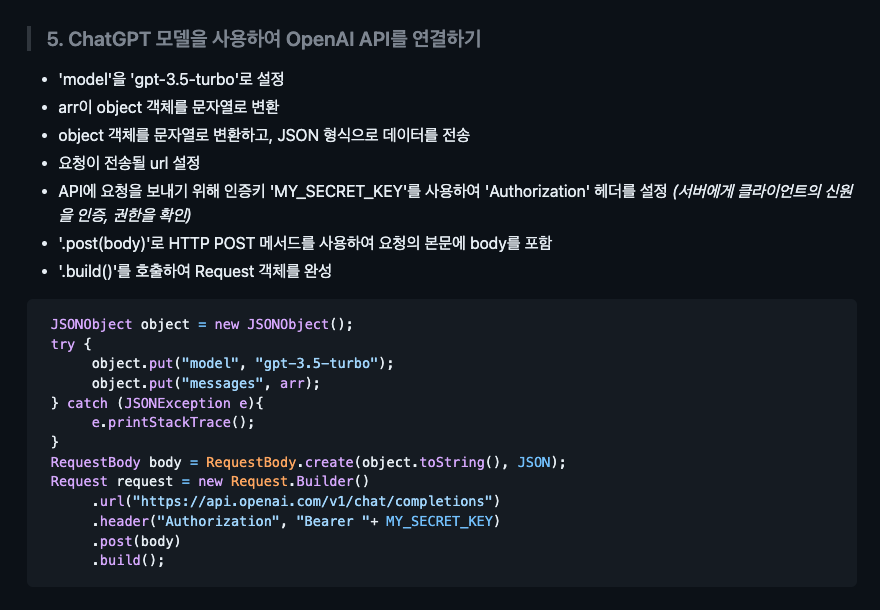 5. ChatGPT 모델을 사용하여 OpenAI API를 연결하기
• 'model'을 'gpt-3.5-turbo'로 설정
• arr이 object 객체를 문자열로 변환
• object 객체를 문자열로 변환하고, JSON 형식으로 데이터를 전송
• 요청이 전송될 url 설정
• API에 요청을 보내기 위해 인증키 'MY_SECRET_KEY'를 사용하여 'Authorization' 헤더를 설정 (서버에게 클라이언트의 신원
을 인증, 권한을 확인)
• '.post(body)'로 HTTP POST 메서드를 사용하여 요청의 본문에 body를 포함
• '.build()'를 호출하여 Request 객체를 완성
JSONObject object = new JSONObject();
try {
     object.put("model", "gpt-3.5-turbo");
     object.put("messages", arr);
} catch (JSONException e){
     e.printStackTrace();
}
RequestBody body = RequestBody.create(object.toString(), JSON);
Request request = new Request.Builder()
     .url("https://api.openai.com/v1/chat/completions")
     .header("Authorization", "Bearer "+ MY_SECRET_KEY)
     .post(body)
     .build();